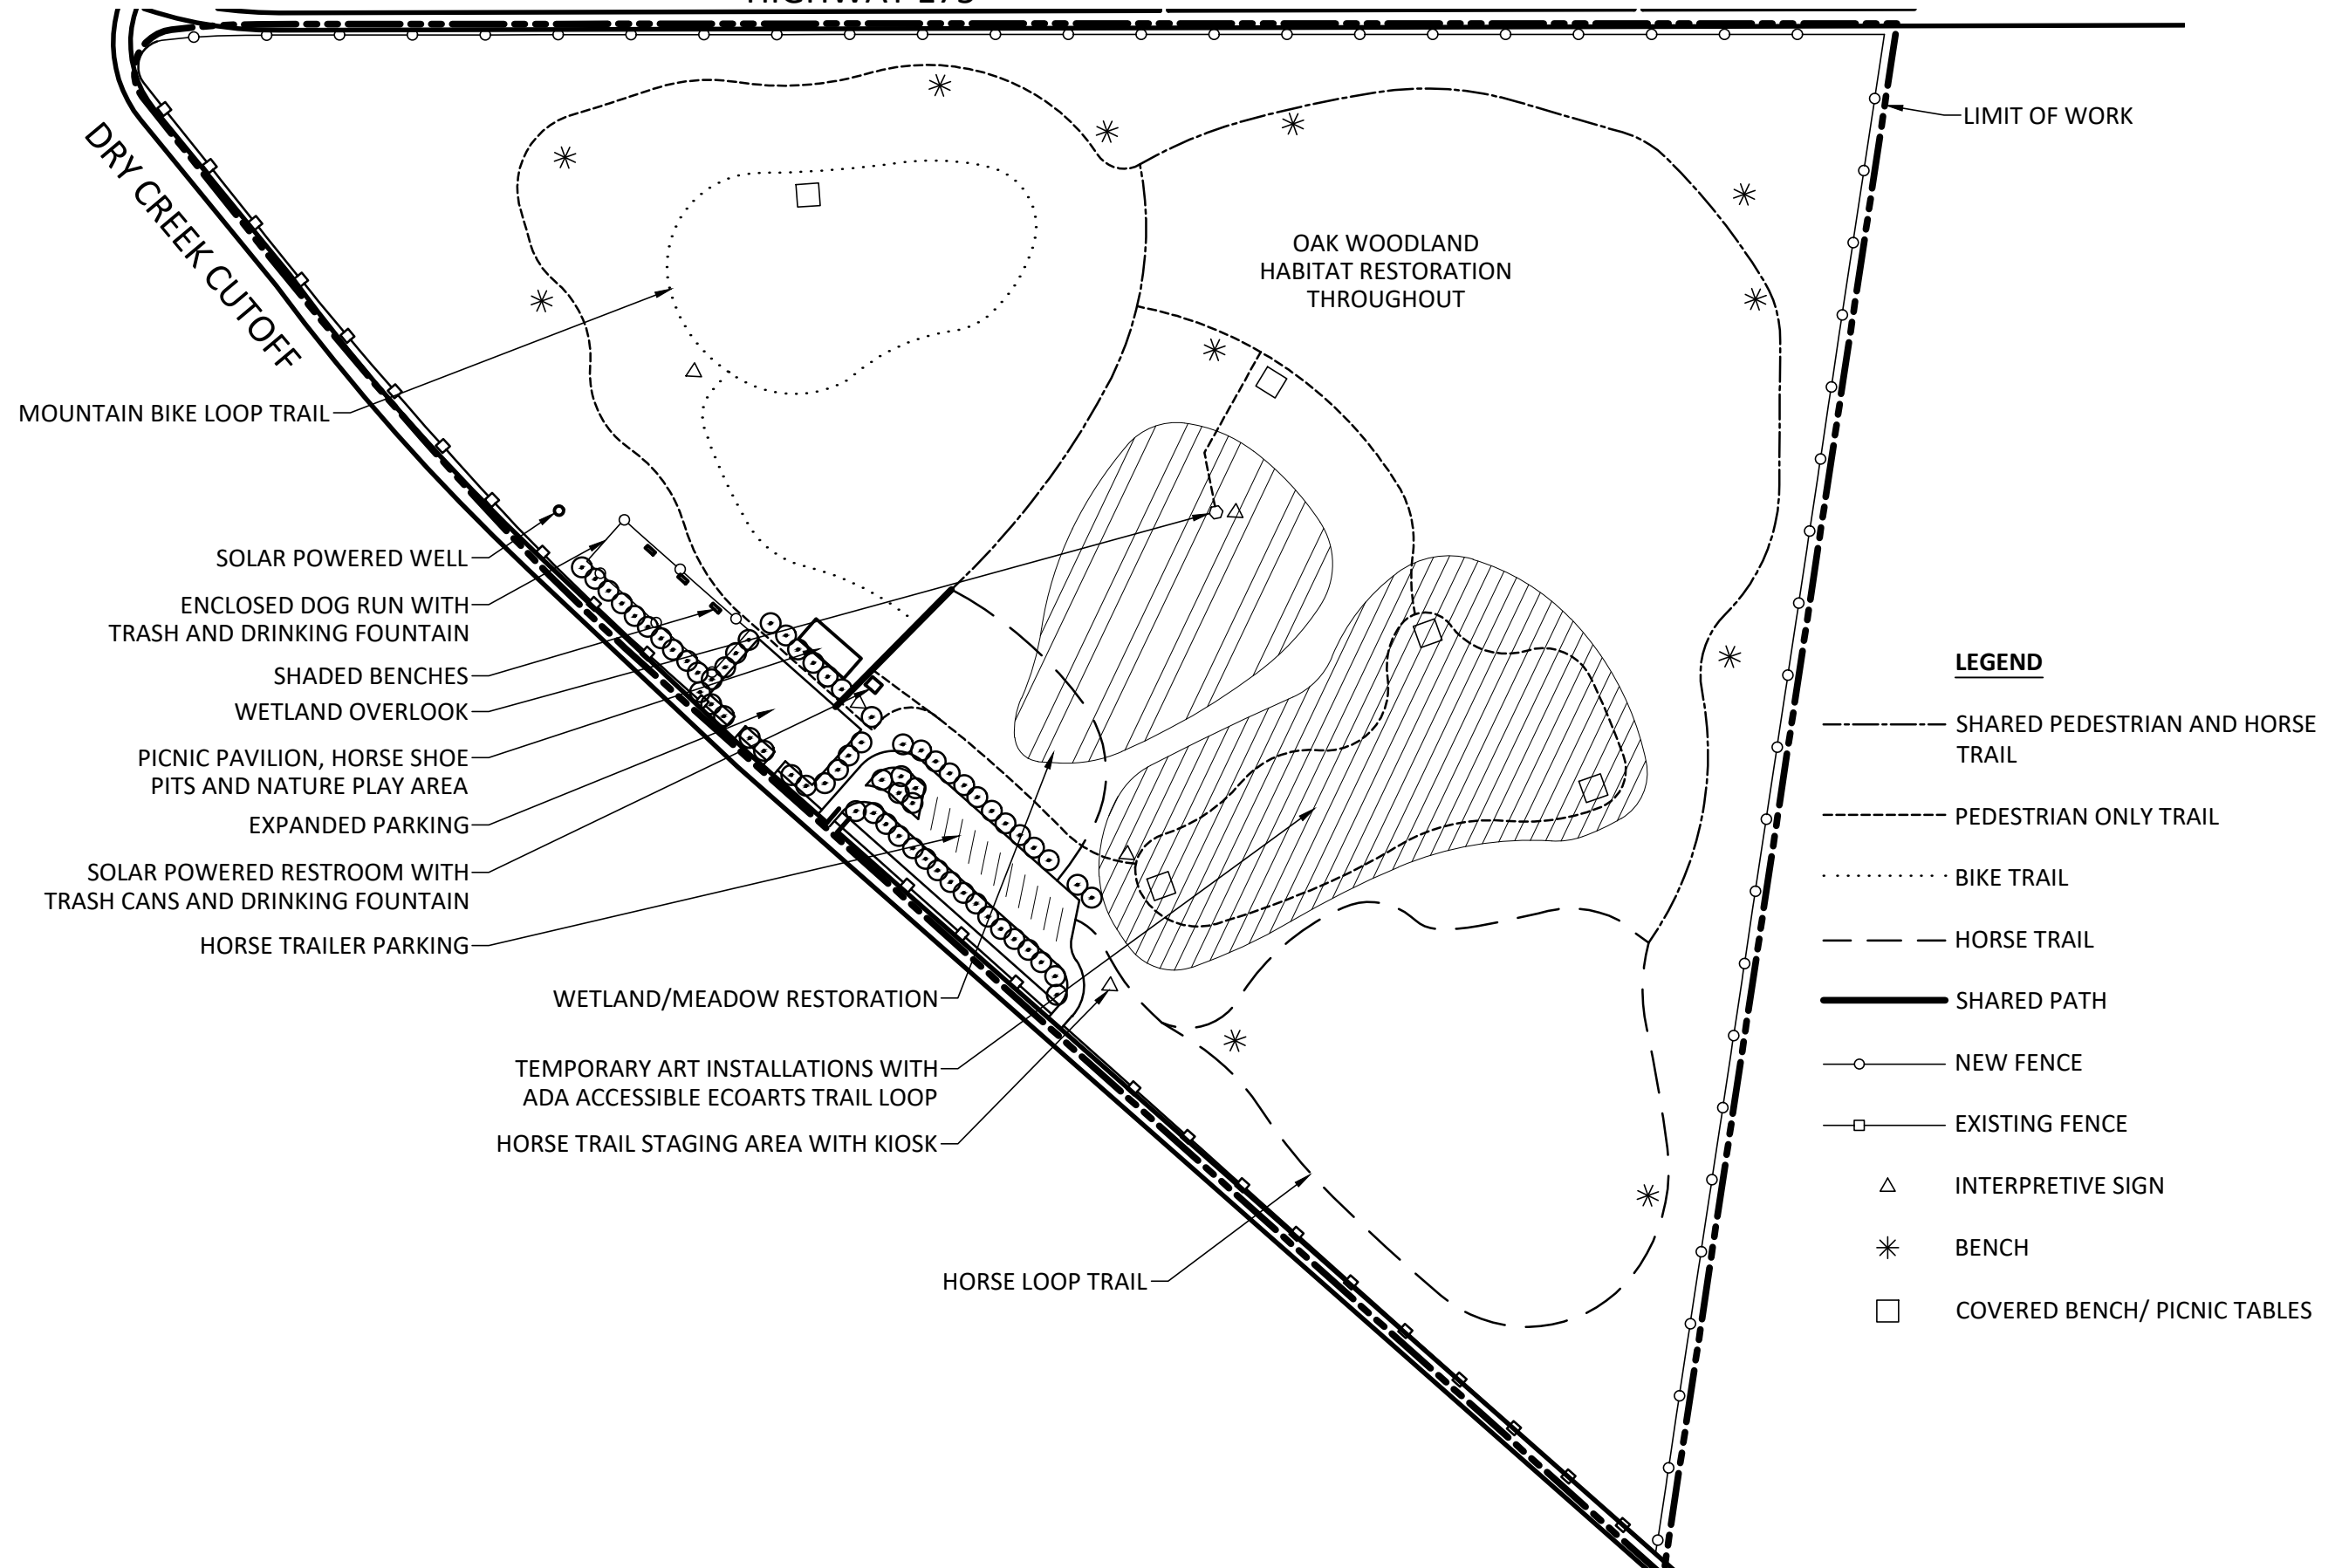 DRY CREEK CUTOFF
LIMIT OF WORK
OAK WOODLAND
HABITAT RESTORATION
THROUGHOUT
MOUNTAIN BIKE LOOP TRAIL
SOLAR POWERED WELL
ENCLOSED DOG RUN WITH
TRASH AND DRINKING FOUNTAIN
SHADED BENCHES
WETLAND OVERLOOK
PICNIC PAVILION, HORSE SHOE
PITS AND NATURE PLAY AREA
EXPANDED PARKING
SOLAR POWERED RESTROOM WITH
TRASH CANS AND DRINKING FOUNTAIN
HORSE TRAILER PARKING
WETLAND/MEADOW RESTORATION
TEMPORARY ART INSTALLATIONS WITH
ADA ACCESSIBLE ECOARTS TRAIL LOOP
HORSE TRAIL STAGING AREA WITH KIOSK
HORSE LOOP TRAIL
LEGEND
SHARED PEDESTRIAN AND HORSE
TRAIL
PEDESTRIAN ONLY TRAIL
BIKE TRAIL
HORSE TRAIL
SHARED PATH
NEW FENCE
EXISTING FENCE
INTERPRETIVE SIGN
BENCH
COVERED BENCH/ PICNIC TABLES